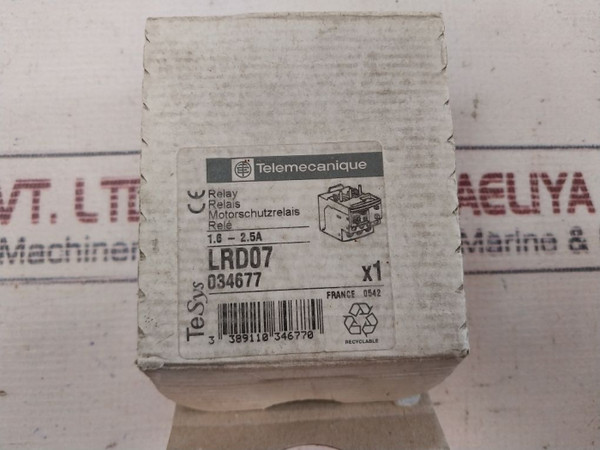 Telemecanique
CE
Relay
Relais
Motorschutzrelais
Relé
1.6 – 2.5A
LRD07
034677
x1
FRANCE 0542
TeSys
3 389110 346770
RECYCLABLE
VT. LTD
AELIYA
Machiner
Marine &